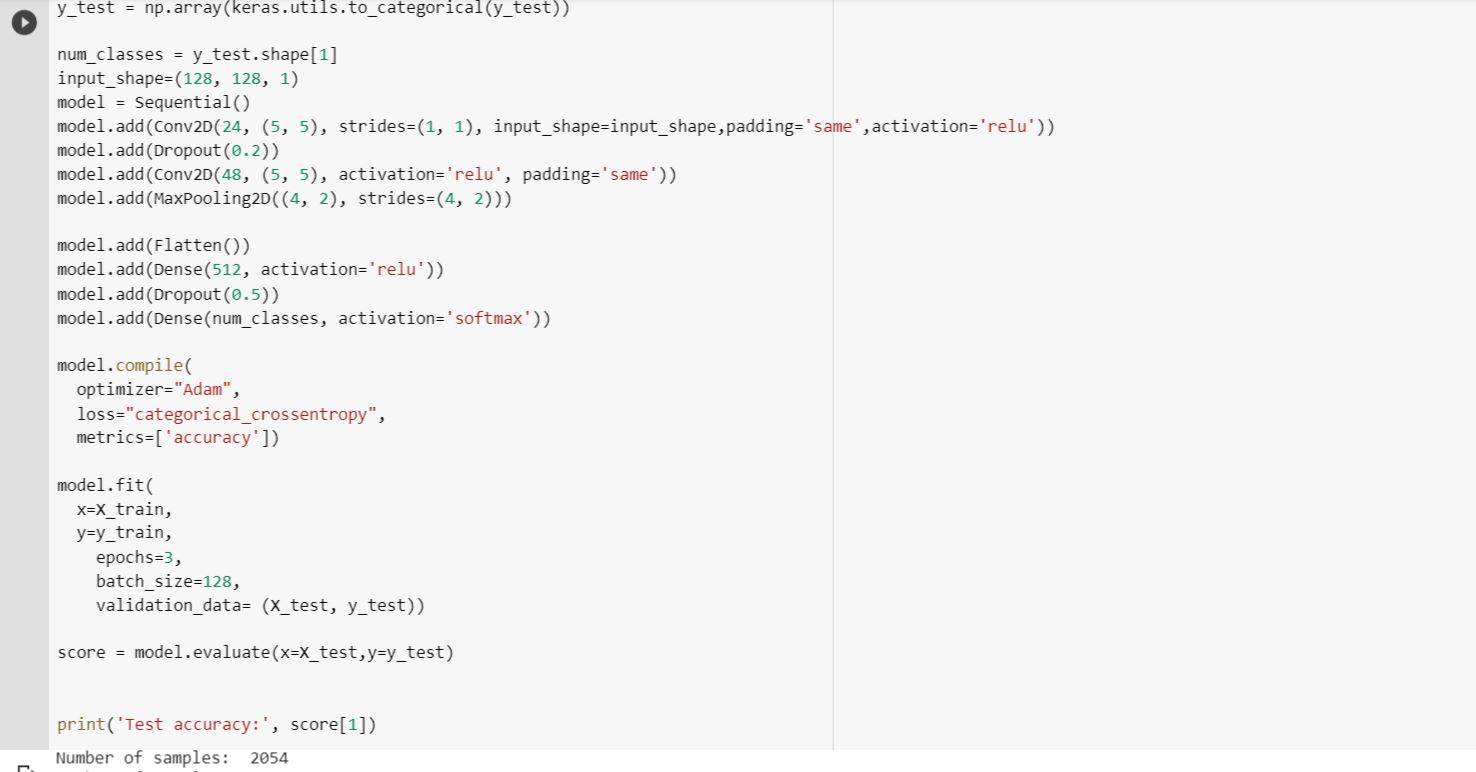 y_test = np.array(keras.utils.to_categorical(y_test))
num_classes = y_test.shape[1]
input_shape=(128, 128, 1)
model = Sequential()
model.add(Conv2D(24, (5, 5), strides=(1, 1), input_shape=input_shape,padding='same',activation='relu'))
model.add(Dropout(0.2))
model.add(Conv2D(48, (5, 5), activation='relu', padding='same'))
model.add(MaxPooling2D((4, 2), strides=(4, 2)))
model.add(Flatten())
model.add(Dense(512, activation='relu'))
model.add(Dropout(0.5))
model.add(Dense(num_classes, activation='softmax'))
model.compile(
optimizer="Adam",
loss="categorical_crossentropy",
metrics=['accuracy'])
model.fit(
x=X_train,
y=y_train,
epochs=3,
batch_size=128,
validation_data= (X_test, y_test))
score = model.evaluate(x=X_test,y=y_test)
print('Test accuracy:', score[1])
Number of samples:  2054